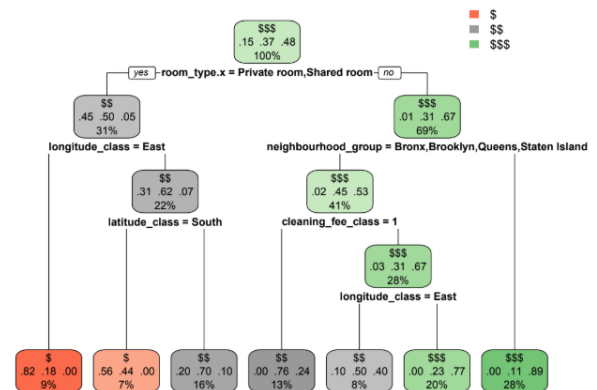 $
$$
$$$
$$$
.15 .37 .48
100%
yes room_type.x = Private room,Shared room no
$$
.45 .50 .05
31%
$$$
.01 .31 .67
69%
longitude_class = East
neighbourhood_group = Bronx,Brooklyn,Queens,Staten Island
$$
.31 .62 .07
22%
$$$
.02 .45 .53
41%
latitude_class = South
cleaning_fee_class = 1
$$$
.03 .31 .67
28%
longitude_class = East
$
.82 .18 .00
9%
$
.56 .44 .00
7%
$$
.20 .70 .10
16%
$$
.00 .76 .24
13%
$$
.10 .50 .40
8%
$$$
.00 .23 .77
20%
$$$
.00 .11 .89
28%